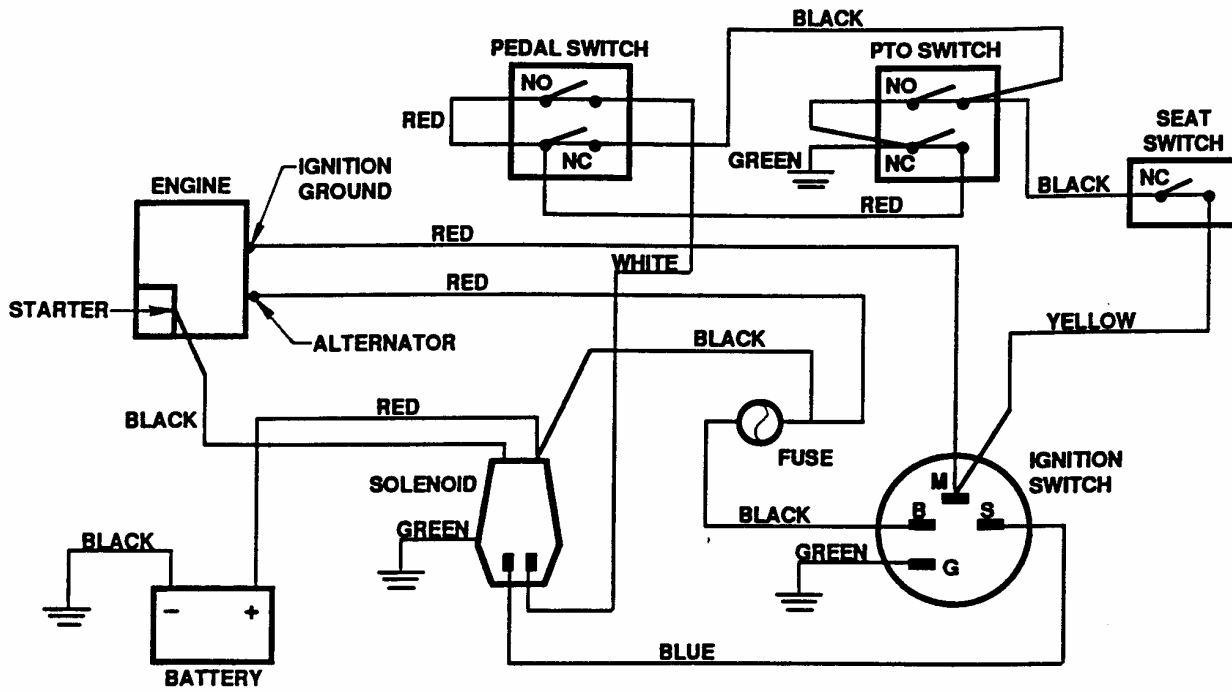 BLACK
PEDAL SWITCH
PTO SWITCH
NO
NO
RED
SEAT
SWITCH
NC
GREEN
NC
NC
IGNITION
GROUND
ENGINE
BLACK
RED
RED
WHITE
RED
STARTER
YELLOW
ALTERNATOR
BLACK
RED
BLACK
FUSE
IGNITION
SWITCH
SOLENOID
M
B
S
BLACK
GREEN
BLACK
GREEN
G
-
+
BLUE
BATTERY